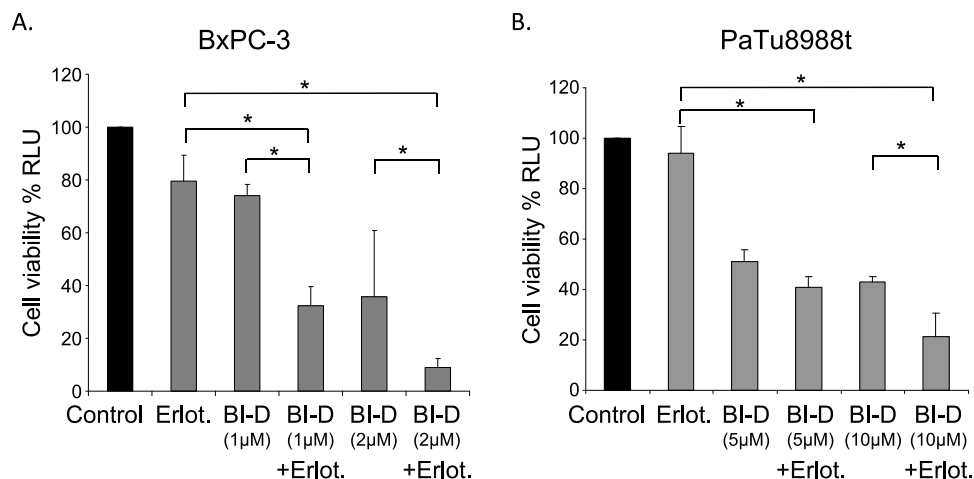 A.
BxPC-3
Cell viability % RLU
120
100
80
60
40
20
0
*
*
*
*
Control Erlot. BI-D BI-D BI-D BI-D
(1µM) (1µM) (2µM) (2µM)
+Erlot. +Erlot.
B.
PaTu8988t
Cell viability % RLU
120
100
80
60
40
20
0
*
*
*
Control Erlot. BI-D BI-D BI-D BI-D
(5µM) (5µM) (10µM) (10µM)
+Erlot. +Erlot.